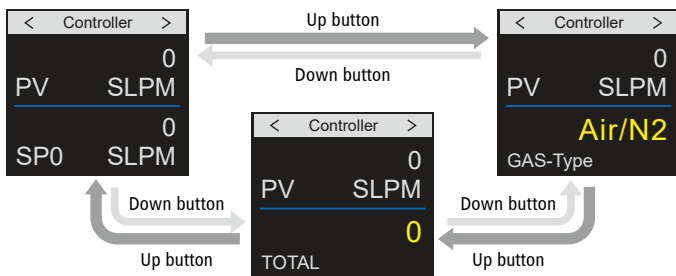 < Controller >
0
PV SLPM
0
SP0 SLPM
Up button
Down button
< Controller >
0
PV SLPM
Air/N2
GAS-Type
< Controller >
0
PV SLPM
0
TOTAL
Down button
Up button
Down button
Up button